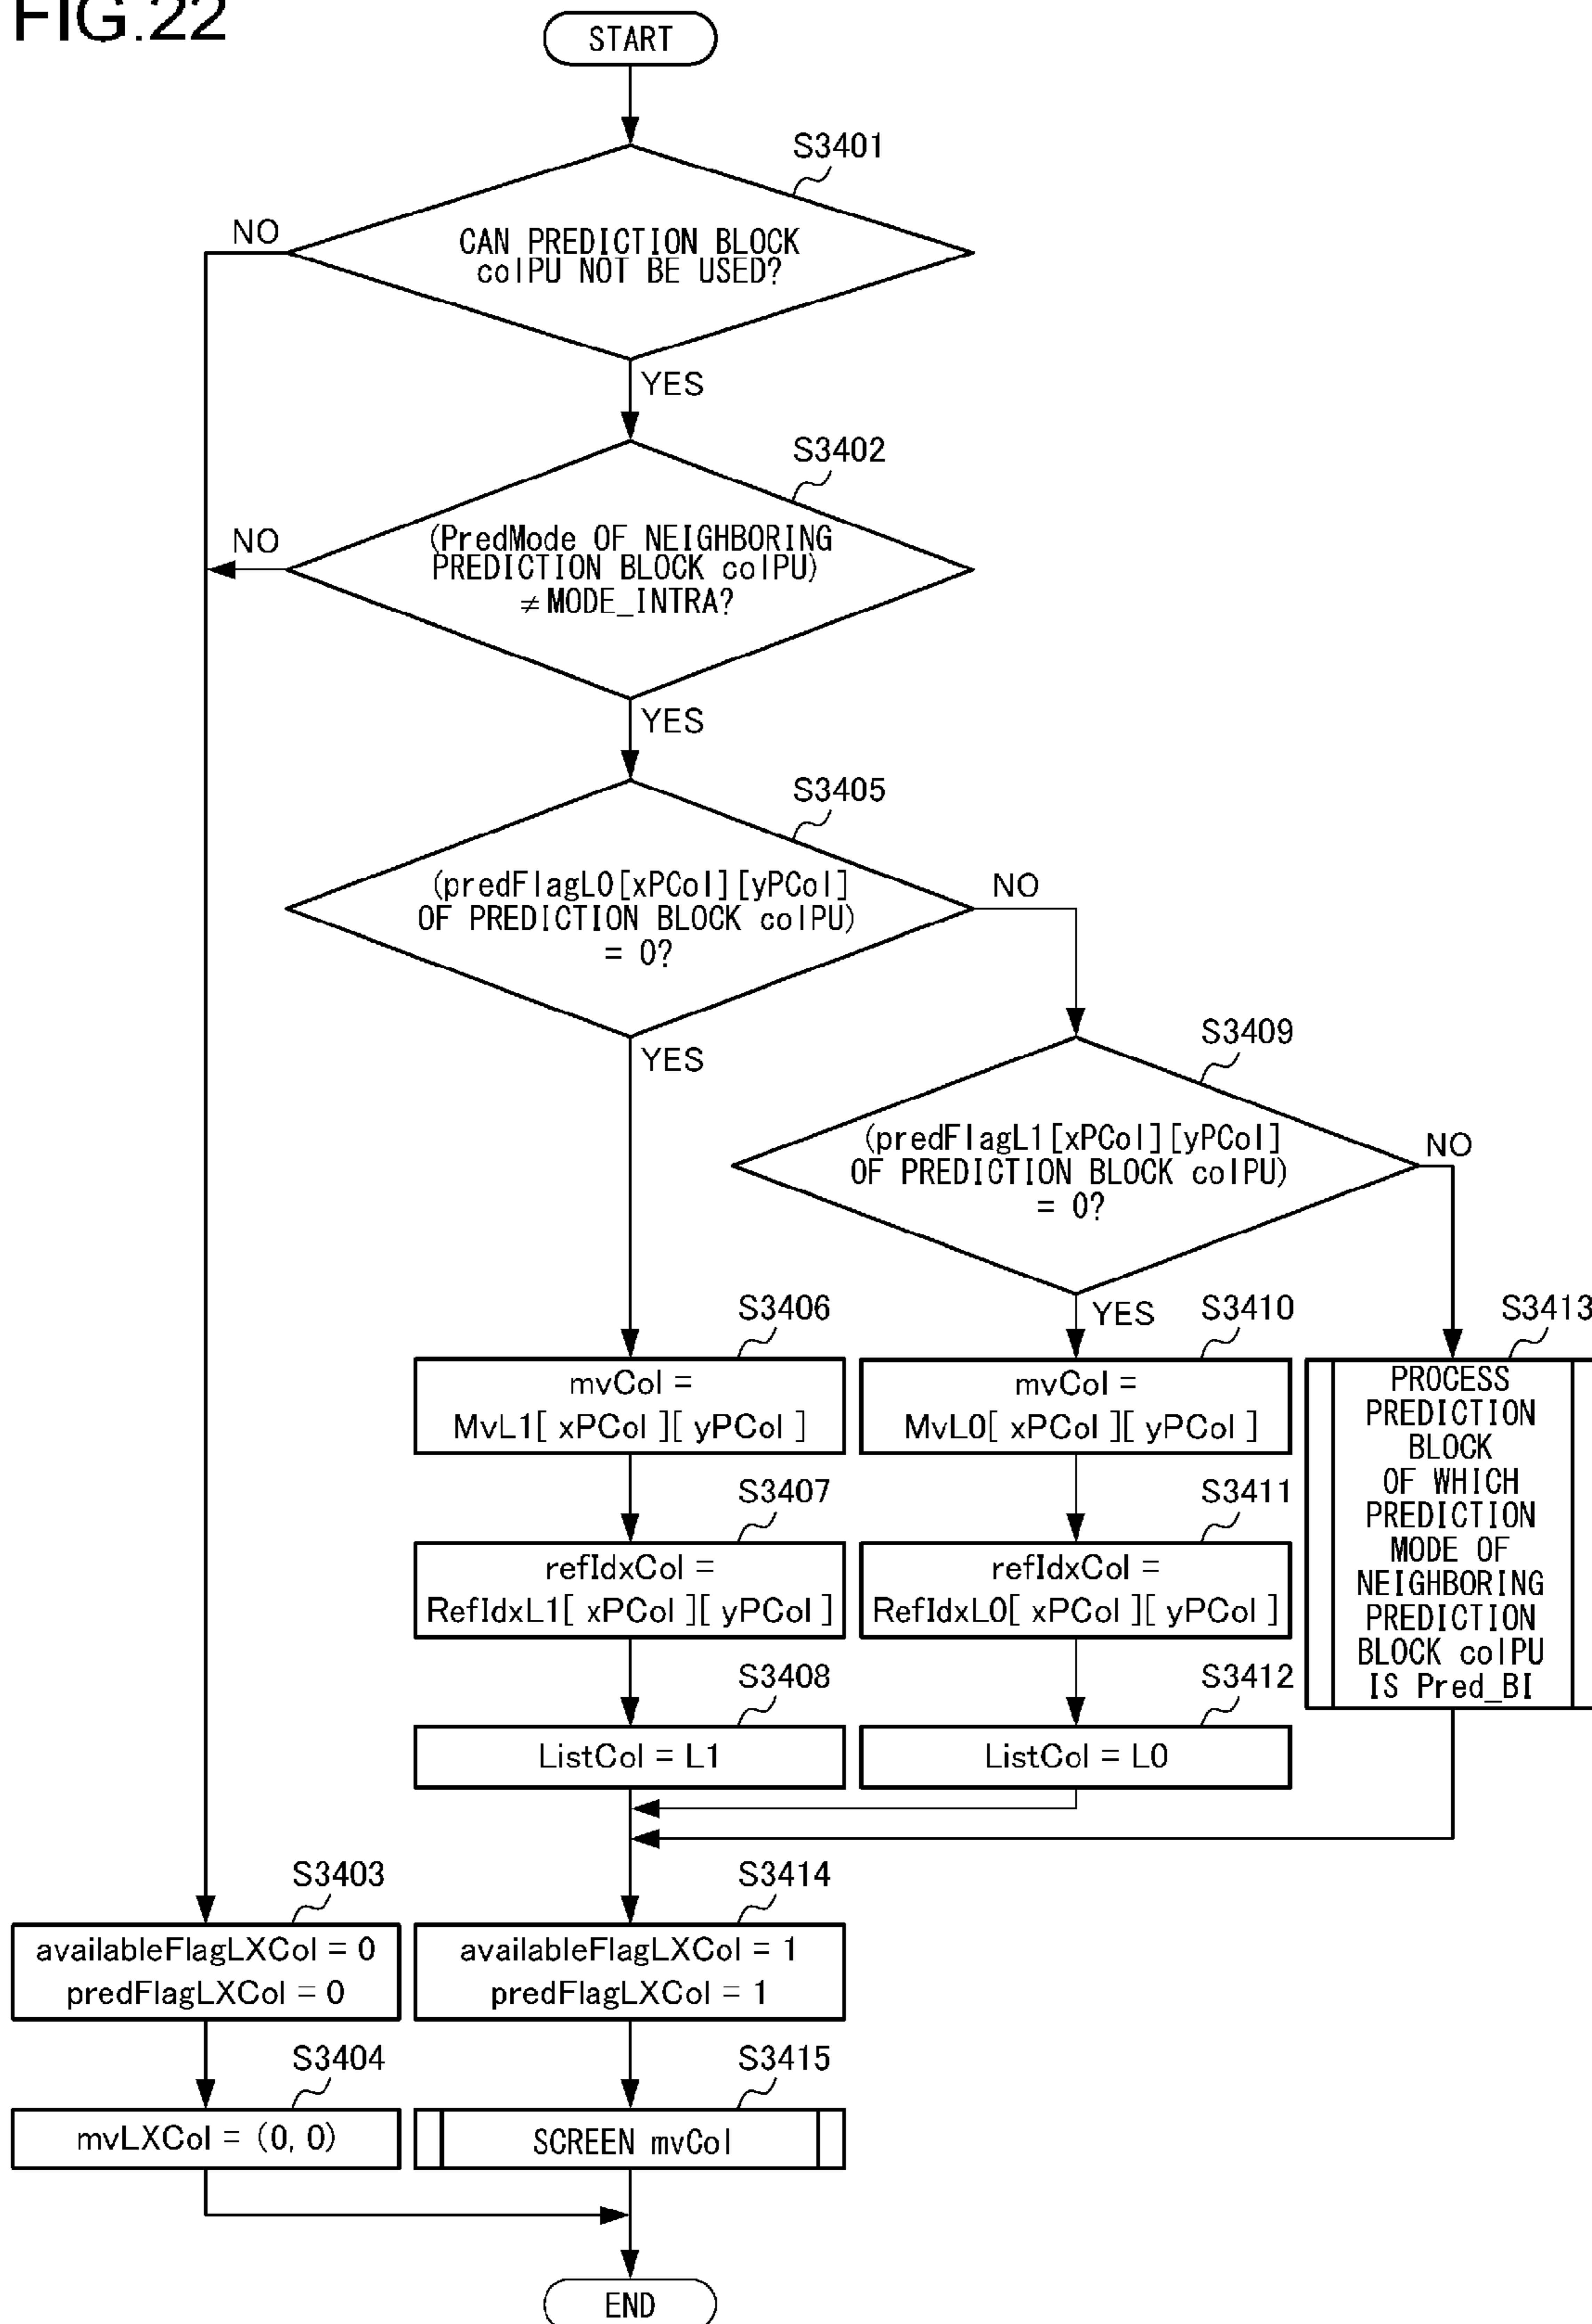 FIG.22
START
S3401
CAN PREDICTION BLOCK
colPU NOT BE USED?
NO
YES
S3402
(PredMode OF NEIGHBORING
PREDICTION BLOCK colPU)
≠ MODE_INTRA?
NO
YES
S3405
(predFlagL0[xPCol][yPCol]
OF PREDICTION BLOCK colPU)
= 0?
NO
YES
S3409
(predFlagL1[xPCol][yPCol]
OF PREDICTION BLOCK colPU)
= 0?
NO
YES
S3406
mvCol =
MvL1[ xPCol ][ yPCol ]
S3410
mvCol =
MvL0[ xPCol ][ yPCol ]
S3413
PROCESS
PREDICTION
BLOCK
OF WHICH
PREDICTION
MODE OF
NEIGHBORING
PREDICTION
BLOCK colPU
IS Pred_BI
S3407
refIdxCol =
RefIdxL1[ xPCol ][ yPCol ]
S3411
refIdxCol =
RefIdxL0[ xPCol ][ yPCol ]
S3408
ListCol = L1
S3412
ListCol = L0
S3403
availableFlagLXCol = 0
predFlagLXCol = 0
S3414
availableFlagLXCol = 1
predFlagLXCol = 1
S3404
mvLXCol = (0, 0)
S3415
SCREEN mvCol
END